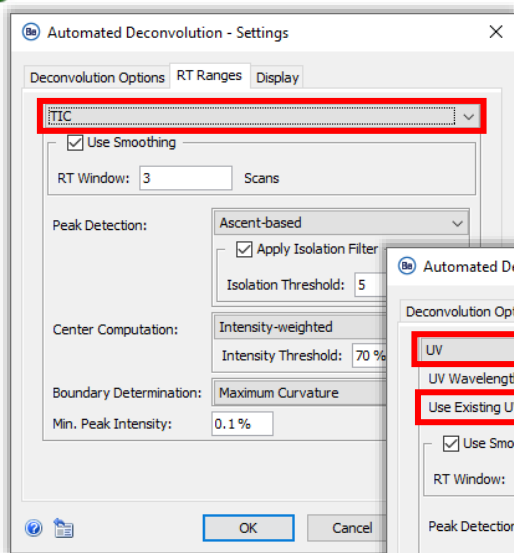 Be Automated Deconvolution - Settings
Deconvolution Options RT Ranges Display
TIC
Use Smoothing
RT Window: 3 Scans
Peak Detection: Ascent-based
Apply Isolation Filter
Isolation Threshold: 5
Center Computation: Intensity-weighted
Intensity Threshold: 70 %
Boundary Determination: Maximum Curvature
Min. Peak Intensity: 0.1 %
OK Cancel
Be Automated De
Deconvolution Opt
UV
UV Wavelengt
Use Existing U
Use Smo
RT Window:
Peak Detection